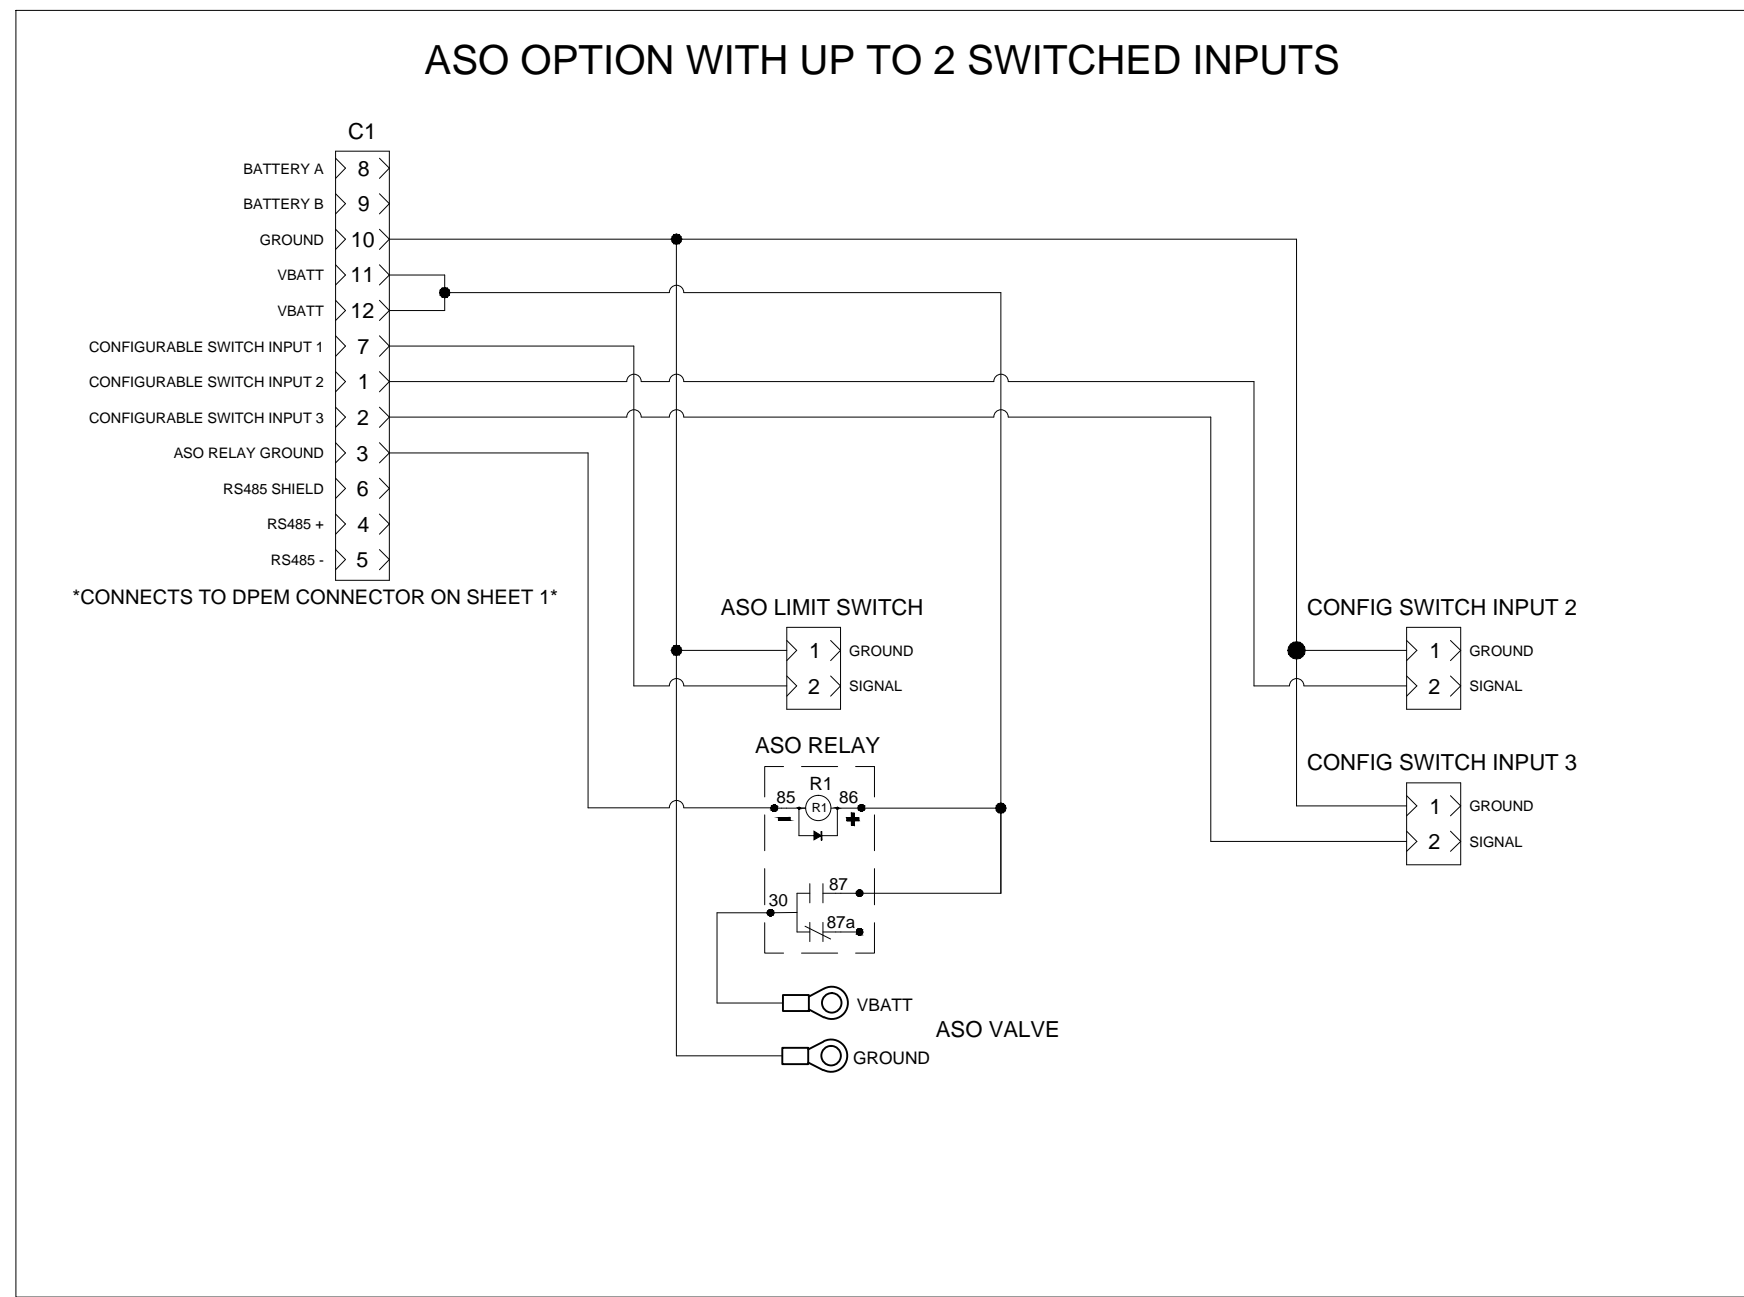 ASO OPTION WITH UP TO 2 SWITCHED INPUTS
C1
BATTERY A 8
BATTERY B 9
GROUND 10
VBATT 11
VBATT 12
CONFIGURABLE SWITCH INPUT 1 7
CONFIGURABLE SWITCH INPUT 2 1
CONFIGURABLE SWITCH INPUT 3 2
ASO RELAY GROUND 3
RS485 SHIELD 6
RS485 + 4
RS485 - 5
*CONNECTS TO DPEM CONNECTOR ON SHEET 1*
ASO LIMIT SWITCH
1 GROUND
2 SIGNAL
CONFIG SWITCH INPUT 2
1 GROUND
2 SIGNAL
ASO RELAY
R1
85 R1 86
- +
87
30
87a
CONFIG SWITCH INPUT 3
1 GROUND
2 SIGNAL
VBATT
ASO VALVE
GROUND